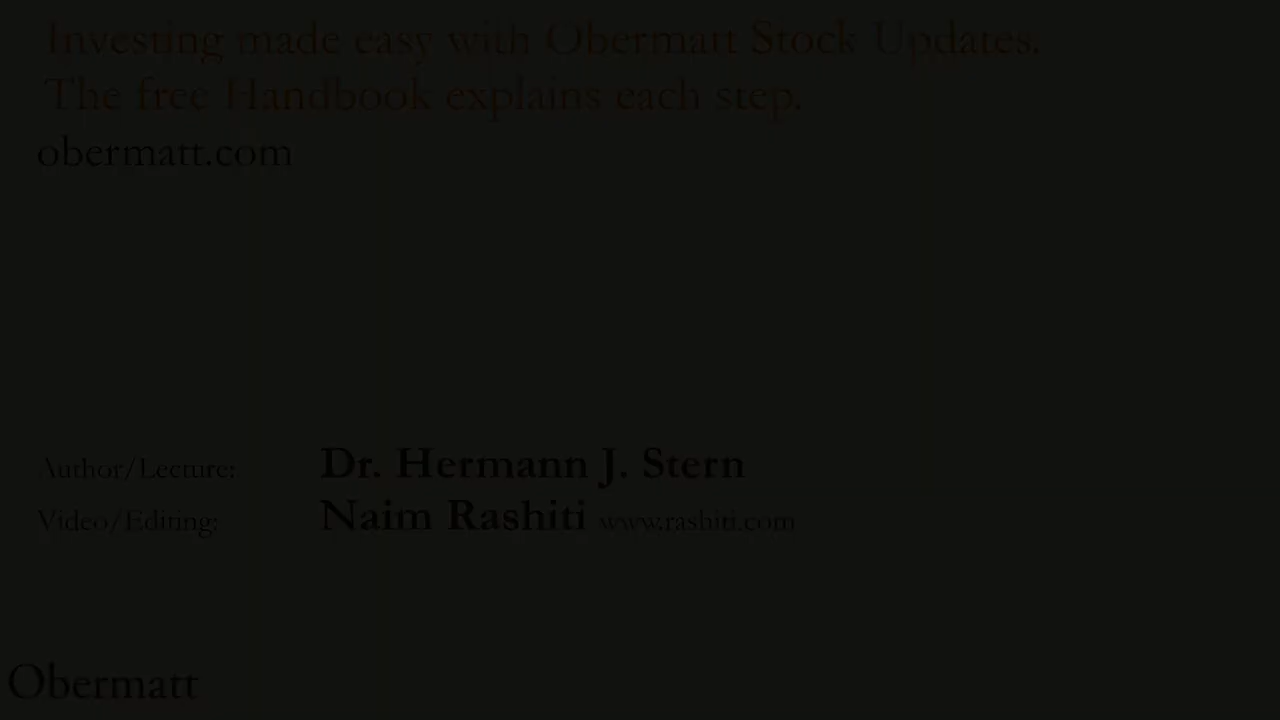 Investing made easy with Obermatt Stock Updates.
The free Handbook explains each step.
obermatt.com
Author/Lecture: Dr. Hermann J. Stern
Video/Editing: Naim Rashiti www.rashiti.com
Obermatt